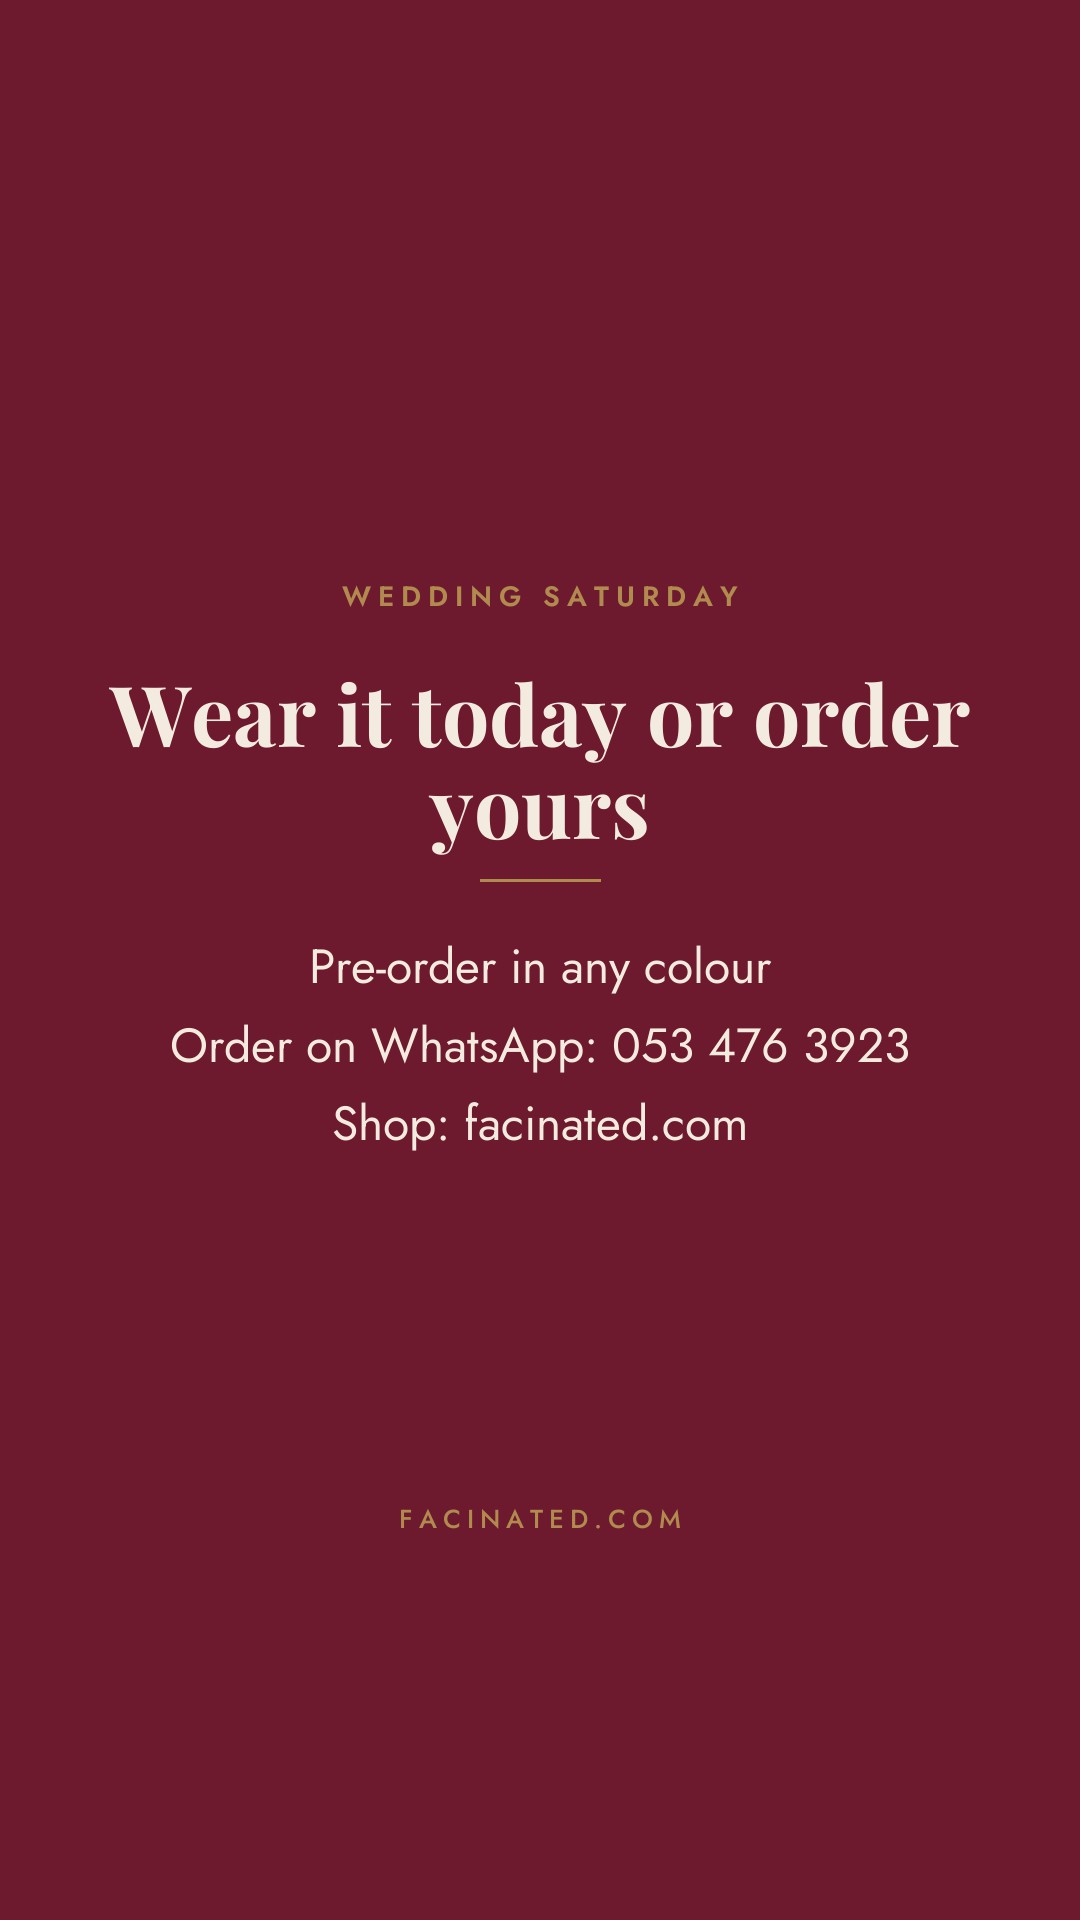 WEDDING SATURDAY
Wear it today or order
yours
Pre-order in any colour
Order on WhatsApp: 053 476 3923
Shop: facinated.com
FACINATED.COM